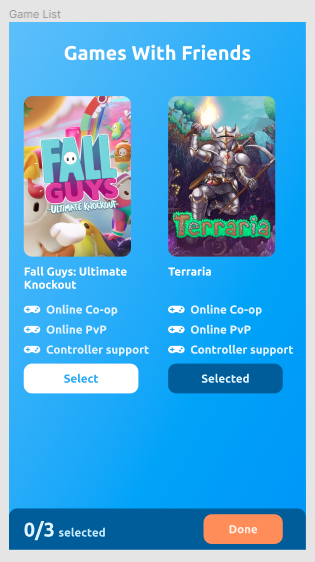 Game List
Games With Friends
FALL
GUYS
-ULTIMATE KNOCKOUT-
Terraria
Fall Guys: Ultimate
Knockout
Terraria
Online Co-op
Online Co-op
Online PvP
Online PvP
Controller support
Controller support
Select
Selected
0/3 selected
Done